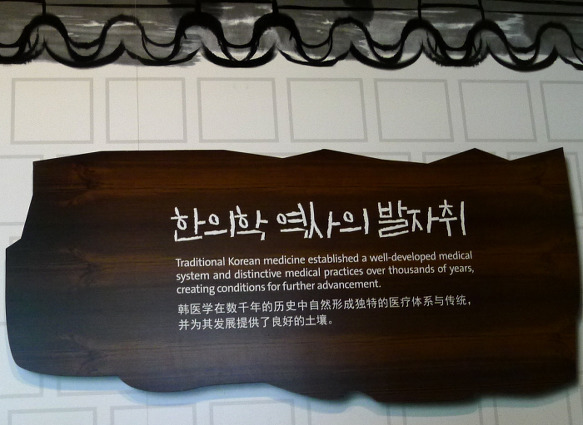 한의학 역사의 발자취
Traditional Korean medicine established a well-developed medical
system and distinctive medical practices over thousands of years,
creating conditions for further advancement.
韩医学在数千年的历史中自然形成独特的医疗体系与传统，
并为其发展提供了良好的土壤。